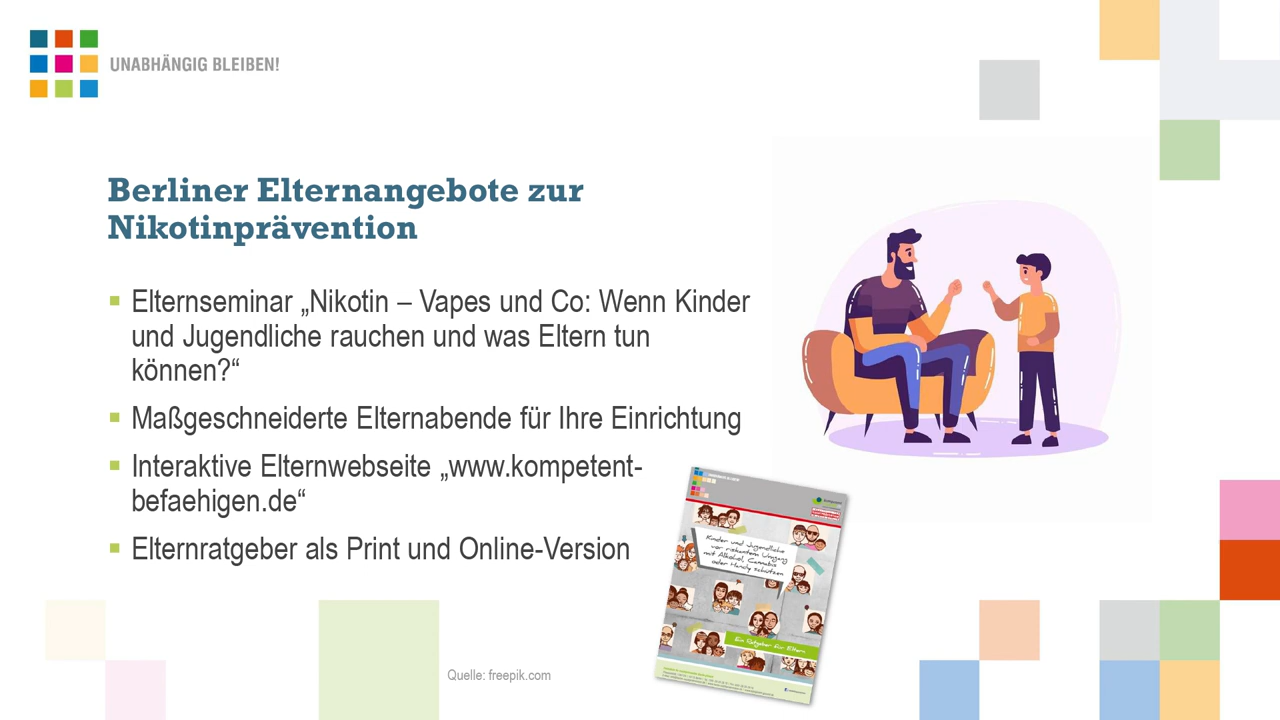 UNABHÄNGIG BLEIBEN!
Berliner Elternangebote zur
Nikotinprävention
Elternseminar „Nikotin – Vapes und Co: Wenn Kinder
und Jugendliche rauchen und was Eltern tun
können?“
Maßgeschneiderte Elternabende für Ihre Einrichtung
Interaktive Elternwebseite „www.kompetent-
befaehigen.de“
Elternratgeber als Print und Online-Version
Kinder und Jugendliche
vor riskantem Umgang
mit Alkohol, Cannabis
oder Handy schützen
Ein Ratgeber für Eltern
Quelle: freepik.com